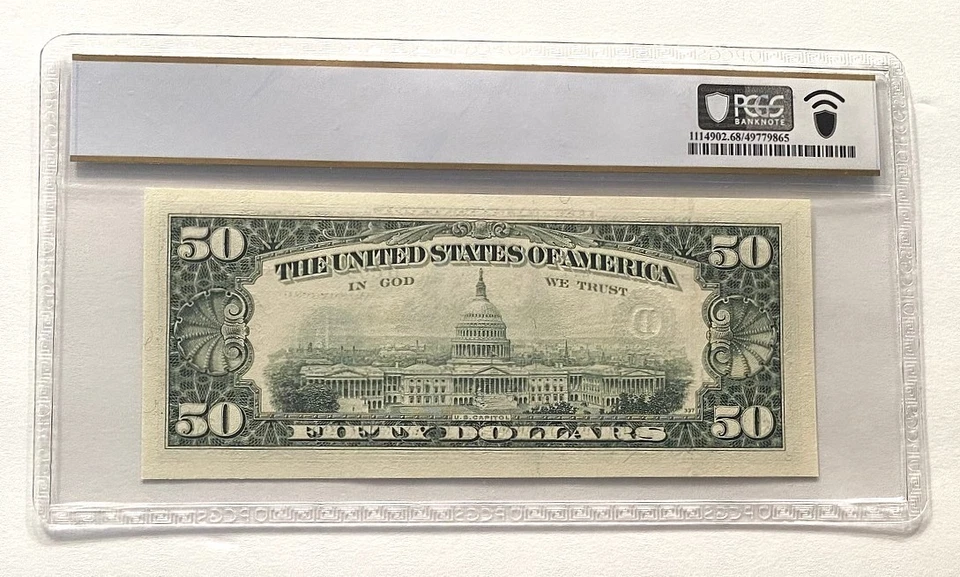 PCGS
BANKNOTE
1114902.68/49779865
50 50
THE UNITED STATES OF AMERICA
IN GOD WE TRUST
U.S. CAPITOL
337
50 FIFTY DOLLARS 50